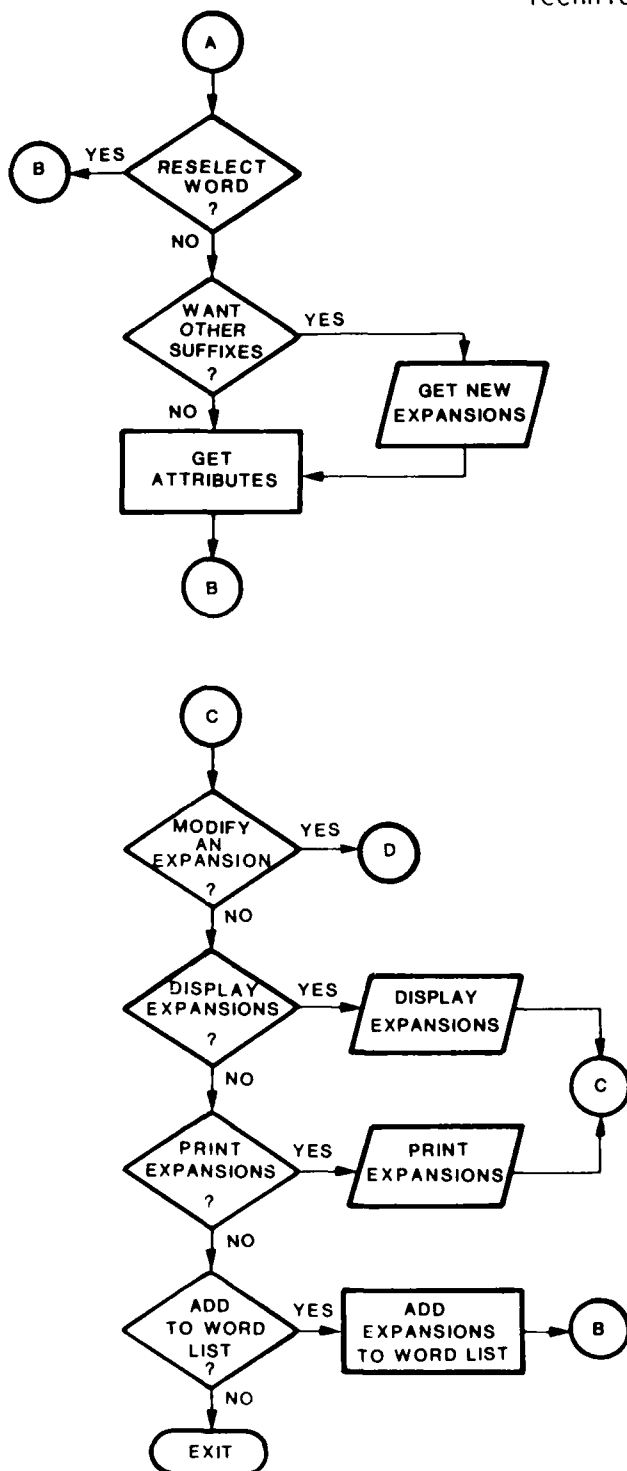 A
B
YES
RESELECT
WORD
?
NO
WANT
OTHER
SUFFIXES
?
YES
GET NEW
EXPANSIONS
NO
GET
ATTRIBUTES
B
C
MODIFY
AN
EXPANSION
?
YES
D
NO
DISPLAY
EXPANSIONS
?
YES
DISPLAY
EXPANSIONS
C
NO
PRINT
EXPANSIONS
?
YES
PRINT
EXPANSIONS
NO
ADD
TO WORD
LIST
?
YES
ADD
EXPANSIONS
TO WORD LIST
B
NO
EXIT